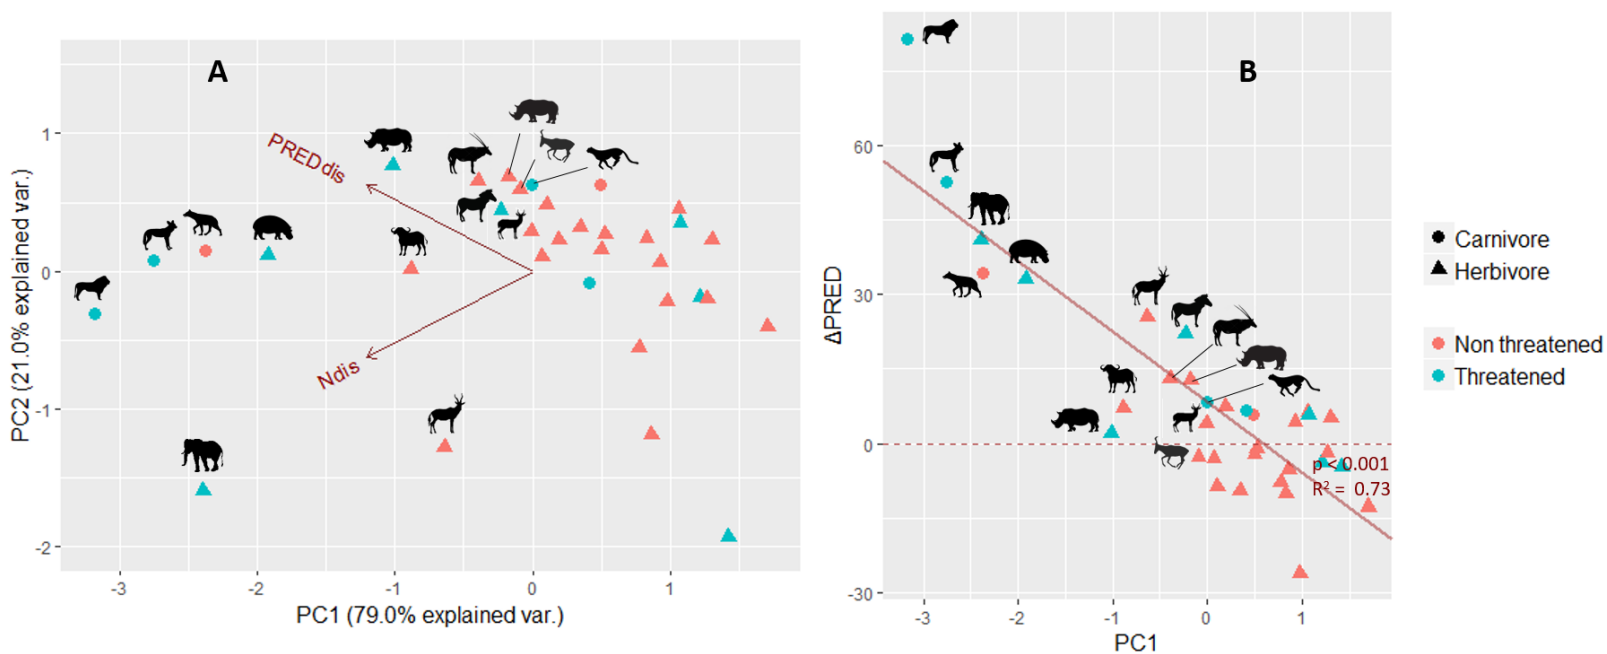 A
PC2 (21.0% explained var.)
1
0
-1
-2
PREDdis
Ndis
-3
-2
-1
0
1
PC1 (79.0% explained var.)
B
ΔPRED
60
30
0
-30
p < 0.001
R² = 0.73
-3
-2
-1
0
1
PC1
Carnivore
Herbivore
Non threatened
Threatened